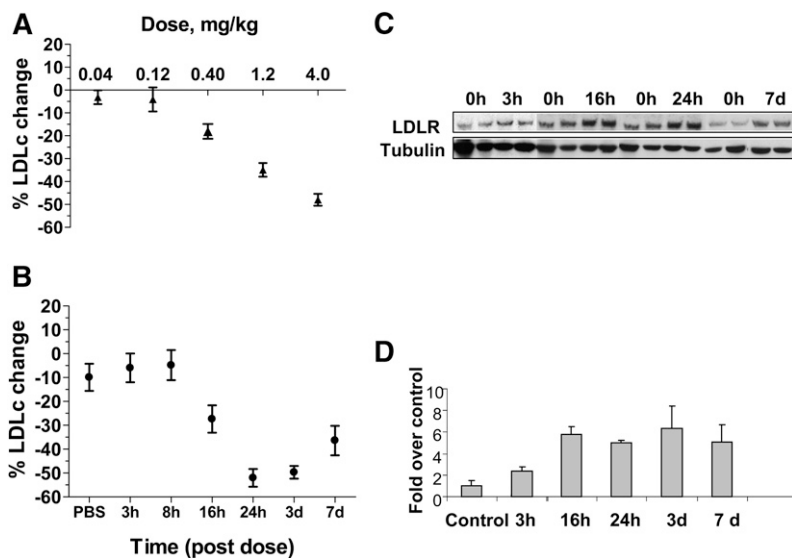 A
Dose, mg/kg
0.04 0.12 0.40 1.2 4.0
20
10
0
-10
-20
-30
-40
-50
-60
% LDLc change
B
20
10
0
-10
-20
-30
-40
-50
-60
% LDLc change
PBS 3h 8h 16h 24h 3d 7d
Time (post dose)
C
0h 3h 0h 16h 0h 24h 0h 7d
LDLR
Tubulin
D
Fold over control
10
8
6
4
2
0
Control 3h 16h 24h 3d 7 d